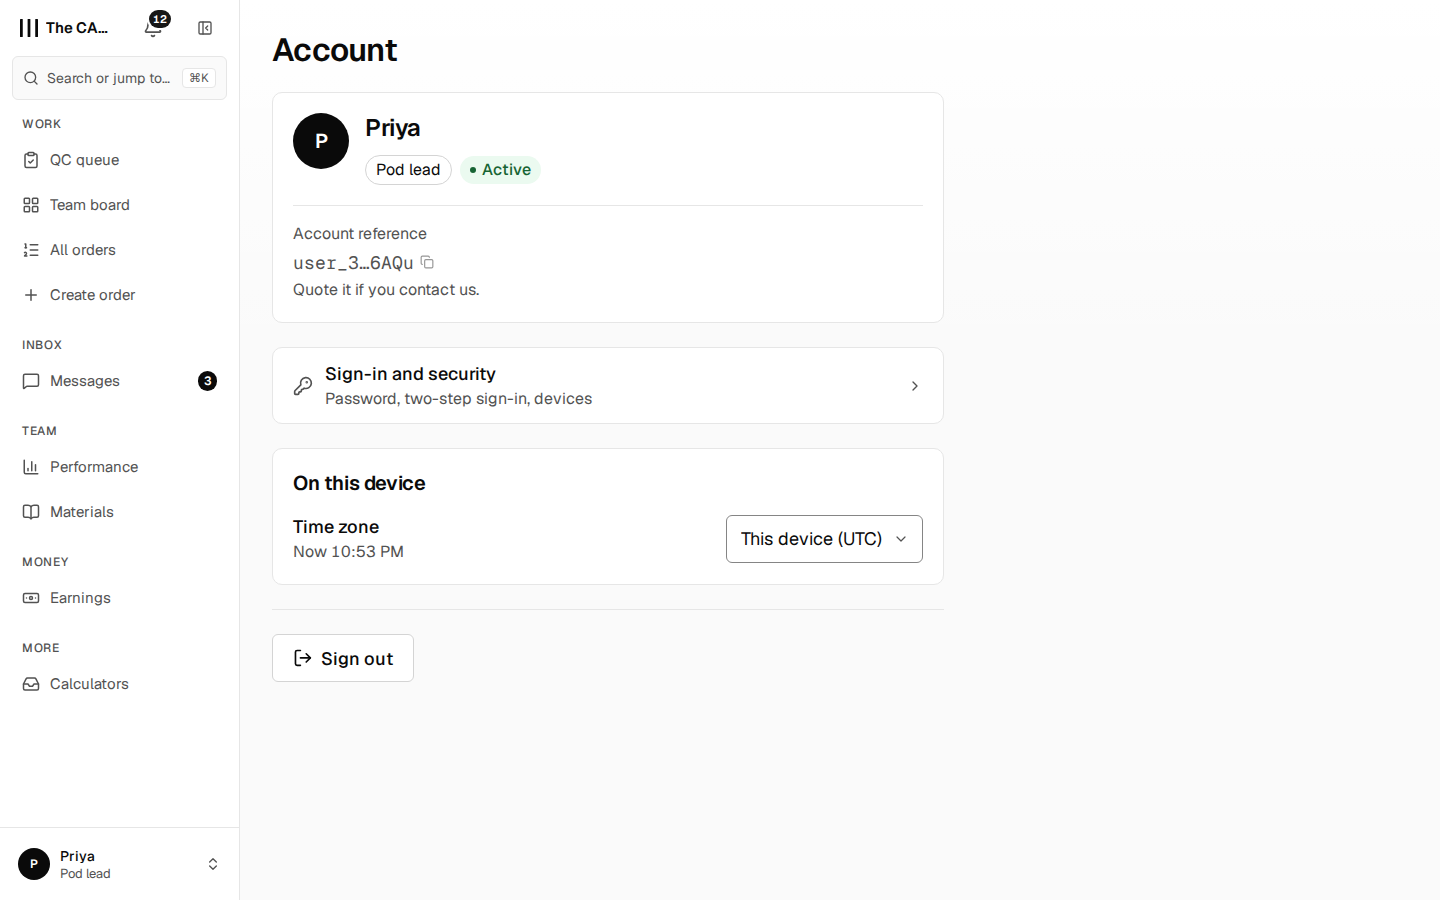 The CA…
12
Search or jump to… ⌘K
WORK
QC queue
Team board
All orders
Create order
INBOX
Messages 3
TEAM
Performance
Materials
MONEY
Earnings
MORE
Calculators
P
Priya
Pod lead
Account
P
Priya
Pod lead
Active
Account reference
user_3…6AQu
Quote it if you contact us.
Sign-in and security
Password, two-step sign-in, devices
On this device
Time zone
Now 10:53 PM
This device (UTC)
Sign out